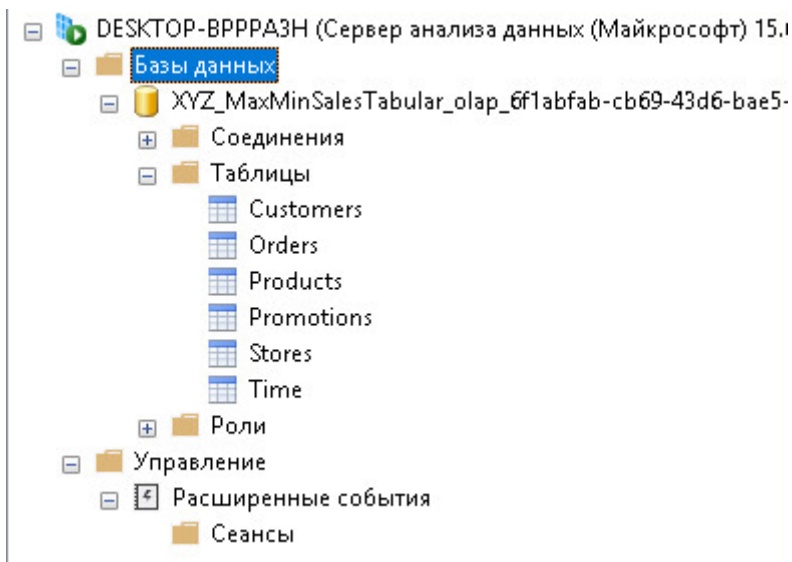 DESKTOP-BPPPA3H (Сервер анализа данных (Майкрософт) 15.
Базы данных
XYZ_MaxMinSalesTabular_olap_6f1abfab-cb69-43d6-bae5-
Соединения
Таблицы
Customers
Orders
Products
Promotions
Stores
Time
Роли
Управление
Расширенные события
Сеансы